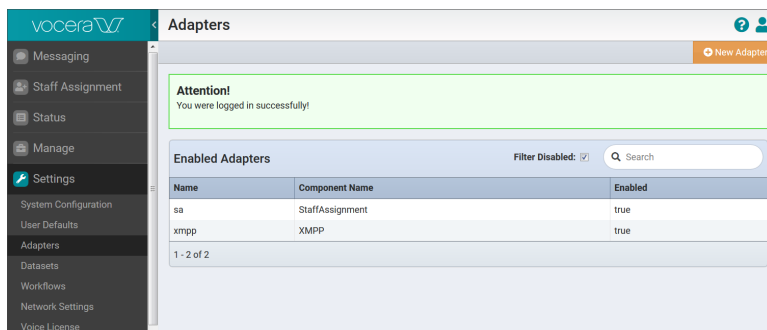 vocera
Adapters
Messaging
Staff Assignment
Status
Manage
Settings
System Configuration
User Defaults
Adapters
Datasets
Workflows
Network Settings
Voice License
New Adapter
Attention!
You were logged in successfully!
Enabled Adapters
Filter Disabled:
Search
Name Component Name Enabled
sa StaffAssignment true
xmpp XMPP true
1 - 2 of 2